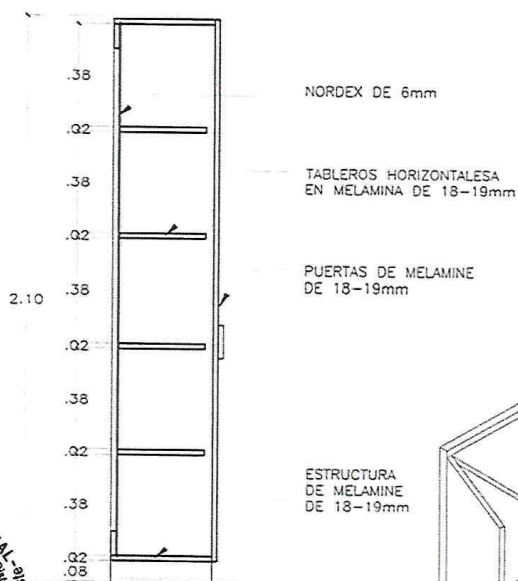 .38
NORDEX DE 6mm
.02
TABLEROS HORIZONTALESA
EN MELAMINA DE 18-19mm
.38
.02
PUERTAS DE MELAMINE
DE 18-19mm
.38
2.10
.02
.38
.02
ESTRUCTURA
DE MELAMINE
DE 18-19mm
.38
.02
.08